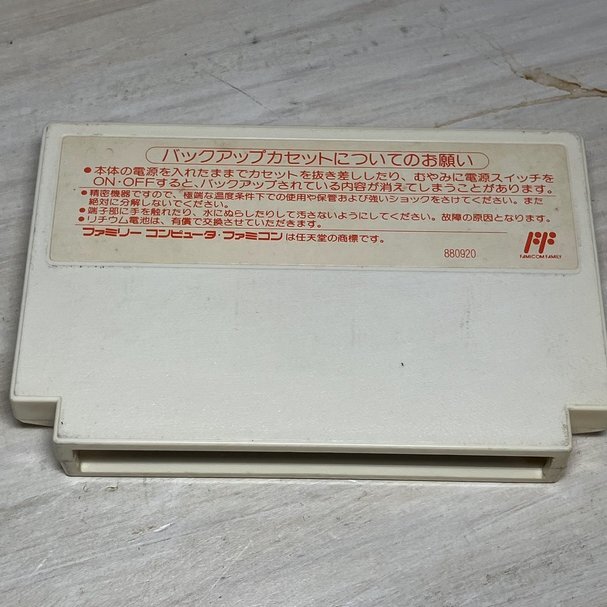 バックアップカセットについてのお願い
●本体の電源を入れたままでカセットを抜き差ししたり、むやみに電源スイッチを
ON・OFFすると、バックアップされている内容が消えてしまうことがあります。
●精密機器ですので、極端な温度条件下での使用や保管および強いショックをさけてください。また
絶対に分解しないでください。
●端子部に手を触れたり、水にぬらしたりして汚さないようにしてください。故障の原因となります。
●リチウム電池は、有償で交換させていただきます。
ファミリー コンピュータ・ファミコン は任天堂の商標です。
880920
FF
FAMICOM FAMILY